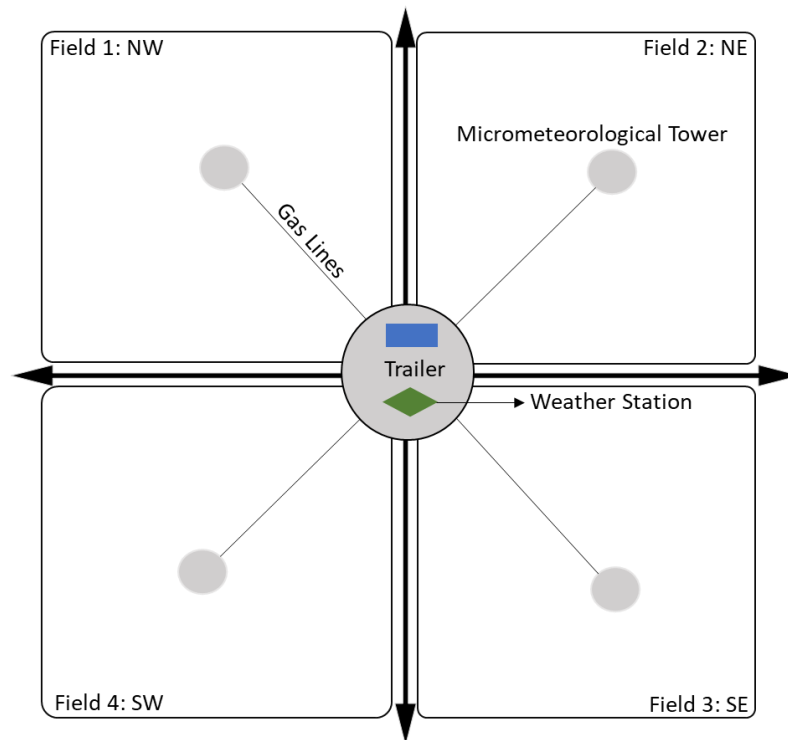 Field 1: NW
Field 2: NE
Micrometeorological Tower
Gas Lines
Trailer
Weather Station
Field 4: SW
Field 3: SE